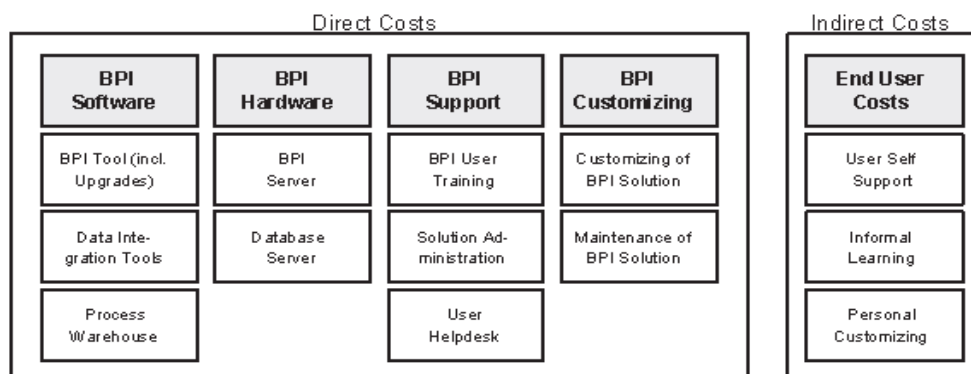 Direct Costs
Indirect Costs
BPI
Software
BPI
Hardware
BPI
Support
BPI
Customizing
End User
Costs
BPI Tool (incl.
Upgrades)
BPI
Server
BPI User
Training
Customizing of
BPI Solution
User Self
Support
Data Inte-
gration Tools
Database
Server
Solution Ad-
ministration
Maintenance of
BPI Solution
Informal
Learning
Process
Warehouse
User
Helpdesk
Personal
Customizing